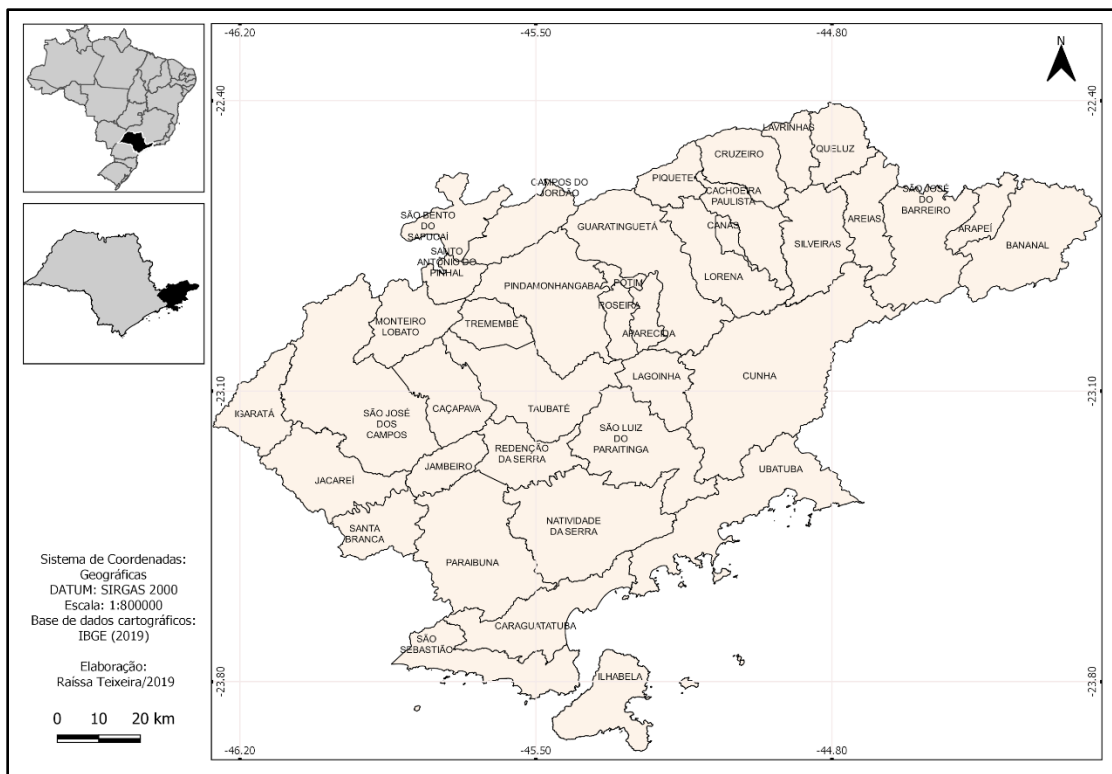 -46.20
-45.50
-44.80
N
-22.40
-22.40
LAVRINHAS
CRUZEIRO
QUELUZ
PIQUETE
CAMPOS DO
JORDÃO
CACHOEIRA
PAULISTA
SÃO JOSÉ
DO
BARREIRO
SÃO BENTO
DO
SAPUCAÍ
GUARATINGUETÁ
CANAS
AREIAS
ARAPEÍ
BANANAL
SILVEIRAS
SANTO
ANTÔNIO DO
PINHAL
LORENA
PINDAMONHANGABA
POTIM
ROSEIRA
MONTEIRO
LOBATO
TREMEMBÉ
APARECIDA
LAGOINHA
CUNHA
-23.10
-23.10
IGARATÁ
SÃO JOSÉ
DOS
CAMPOS
CAÇAPAVA
TAUBATÉ
SÃO LUIZ
DO
PARAITINGA
REDENÇÃO
DA SERRA
JAMBEIRO
UBATUBA
JACAREÍ
SANTA
BRANCA
NATIVIDADE
DA SERRA
PARAIBUNA
CARAGUATATUBA
SÃO
SEBASTIÃO
ILHABELA
-23.80
-23.80
-46.20
-45.50
-44.80
Sistema de Coordenadas:
Geográficas
DATUM: SIRGAS 2000
Escala: 1:800000
Base de dados cartográficos:
IBGE (2019)
Elaboração:
Raíssa Teixeira/2019
0 10 20 km